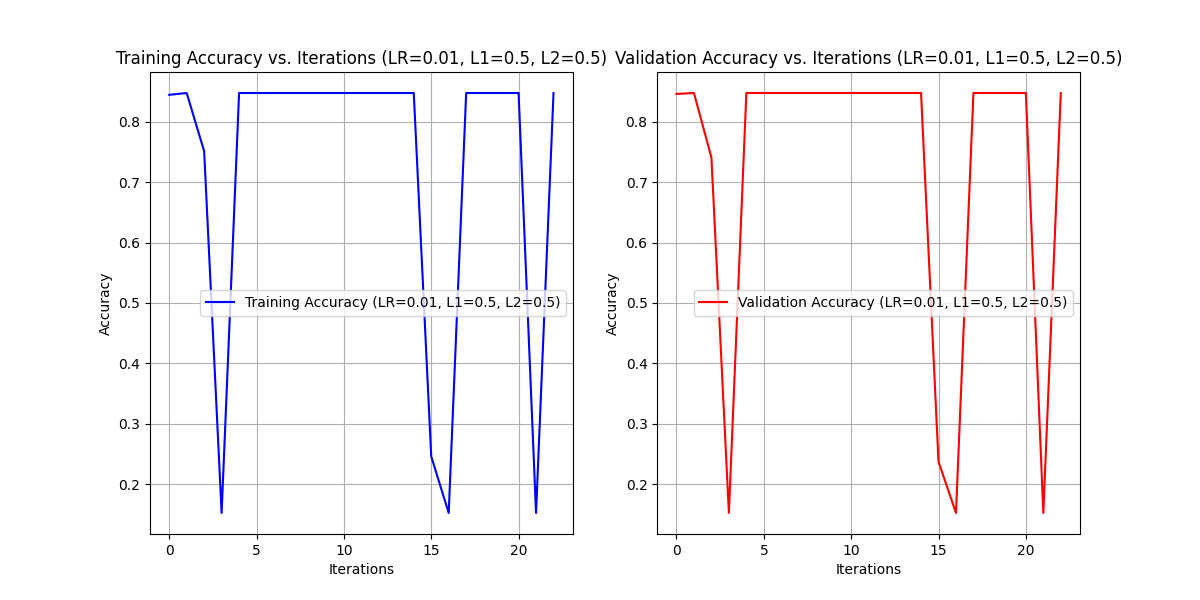 Training Accuracy vs. Iterations (LR=0.01, L1=0.5, L2=0.5)
Accuracy
0.8
0.7
0.6
0.5
0.4
0.3
0.2
Training Accuracy (LR=0.01, L1=0.5, L2=0.5)
0 5 10 15 20
Iterations
Validation Accuracy vs. Iterations (LR=0.01, L1=0.5, L2=0.5)
Accuracy
0.8
0.7
0.6
0.5
0.4
0.3
0.2
Validation Accuracy (LR=0.01, L1=0.5, L2=0.5)
0 5 10 15 20
Iterations